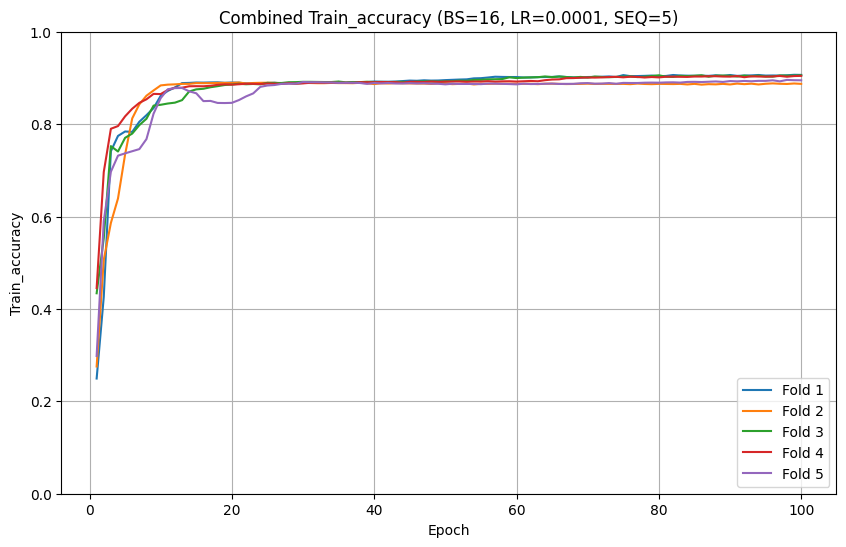 Combined Train_accuracy (BS=16, LR=0.0001, SEQ=5)
1.0
0.8
0.6
0.4
0.2
0.0
Train_accuracy
0 20 40 60 80 100
Epoch
Fold 1
Fold 2
Fold 3
Fold 4
Fold 5